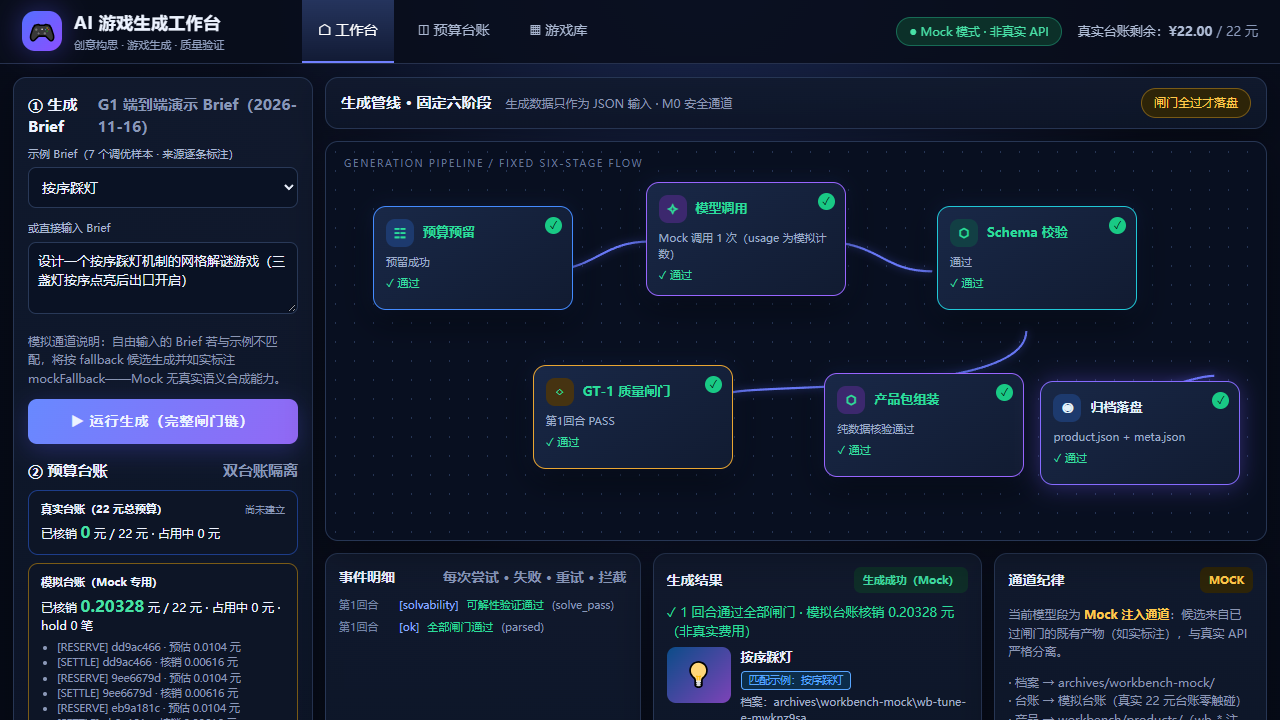 AI 游戏生成工作台
创意构思 · 游戏生成 · 质量验证
工作台
预算台账
游戏库
● Mock 模式 · 非真实 API
真实台账剩余: ¥22.00 / 22 元
① 生成 Brief
G1 端到端演示 Brief（2026-11-16）
示例 Brief（7 个调优样本 · 来源逐条标注）
按序踩灯
或直接输入 Brief
设计一个按序踩灯机制的网格解谜游戏（三
盏灯按序点亮后出口开启）
模拟通道说明：自由输入的 Brief 若与示例不匹
配，将按 fallback 候选生成并如实标注
mockFallback——Mock 无真实语义合成能力。
▶ 运行生成（完整闸门链）
② 预算台账
双台账隔离
真实台账（22 元总预算）
尚未建立
已核销 0 元 / 22 元 · 占用中 0 元
模拟台账（Mock 专用）
已核销 0.20328 元 / 22 元 · 占用中 0 元 ·
hold 0 笔
[RESERVE] dd9ac466 · 预估 0.0104 元
[SETTLE] dd9ac466 · 核销 0.00616 元
[RESERVE] 9ee6679d · 预估 0.0104 元
[SETTLE] 9ee6679d · 核销 0.00616 元
[RESERVE] eb9a181c · 预估 0.0104 元
生成管线 • 固定六阶段
生成数据只作为 JSON 输入 · M0 安全通道
闸门全过才落盘
GENERATION PIPELINE / FIXED SIX-STAGE FLOW
预算预留
预留成功
✓ 通过
模型调用
Mock 调用 1 次（usage 为模拟计
数）
✓ 通过
Schema 校验
通过
✓ 通过
GT-1 质量闸门
第1回合 PASS
✓ 通过
产品包组装
纯数据核验通过
✓ 通过
归档落盘
product.json + meta.json
✓ 通过
事件明细
每次尝试 • 失败 • 重试 • 拦截
第1回合 [solvability] 可解性验证通过 (solve_pass)
第1回合 [ok] 全部闸门通过 (parsed)
生成结果
生成成功（Mock）
✓ 1 回合通过全部闸门 · 模拟台账核销 0.20328 元
（非真实费用）
按序踩灯
匹配示例：按序踩灯
档案：archives\workbench-mock\wb-tune-
e-mwknz9sa
通道纪律
MOCK
当前模型段为 Mock 注入通道：候选来自已
过闸门的既有产物（如实标注），与真实 API
严格分离。
· 档案 → archives/workbench-mock/
· 台账 → 模拟台账（真实 22 元台账零触碰）
· 产品 → workbench/products/（wb-* 注